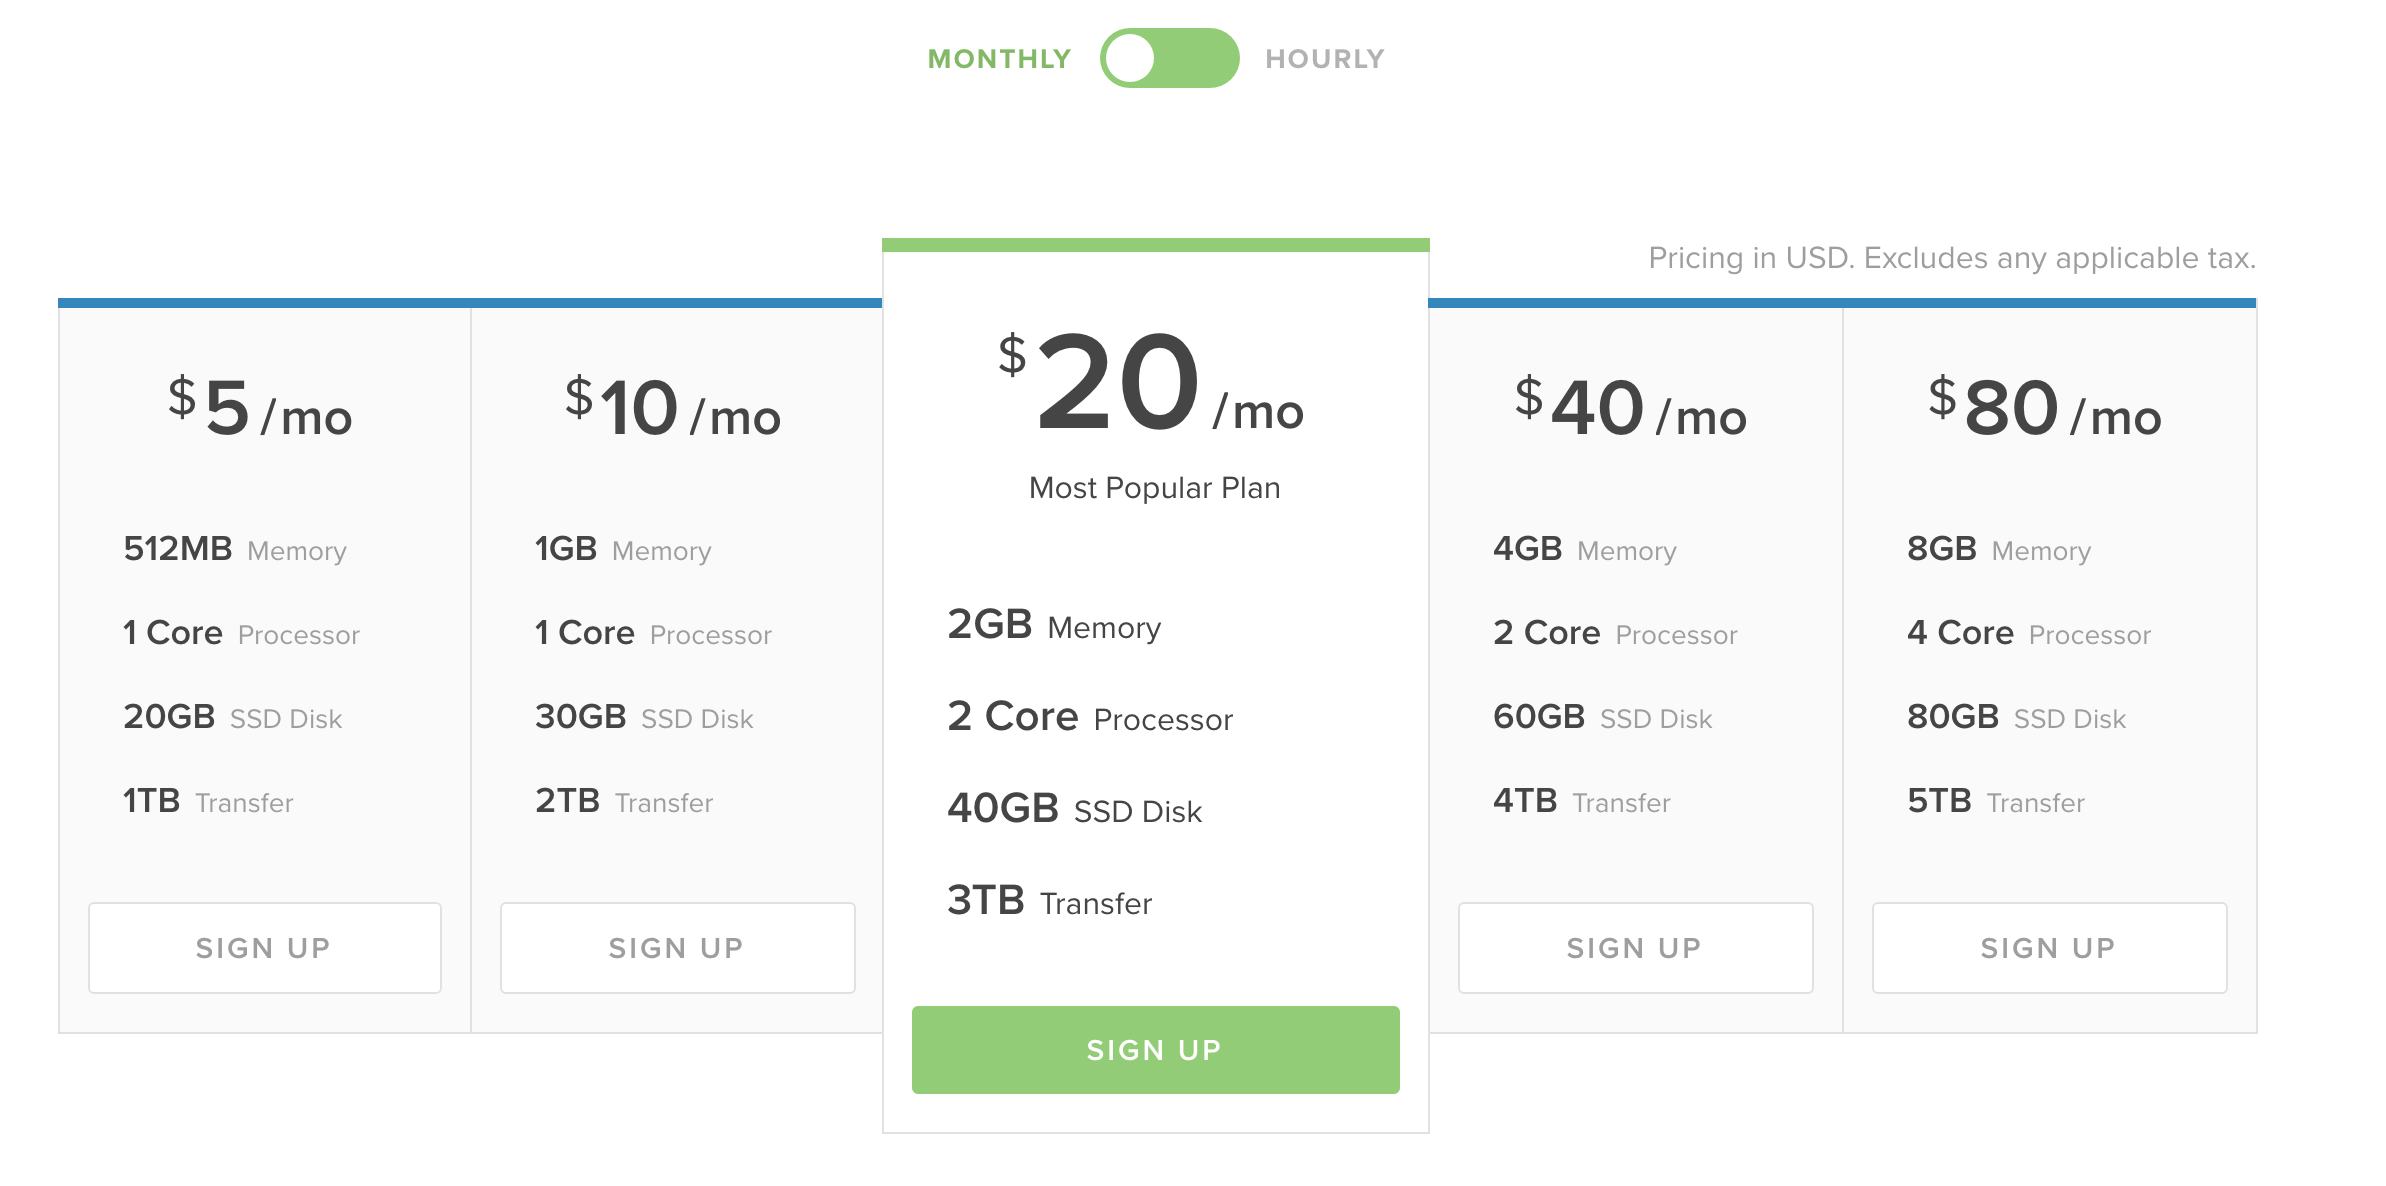 MONTHLY HOURLY
Pricing in USD. Excludes any applicable tax.
$5/mo
512MB Memory
1 Core Processor
20GB SSD Disk
1TB Transfer
SIGN UP
$10/mo
1GB Memory
1 Core Processor
30GB SSD Disk
2TB Transfer
SIGN UP
$20/mo
Most Popular Plan
2GB Memory
2 Core Processor
40GB SSD Disk
3TB Transfer
SIGN UP
$40/mo
4GB Memory
2 Core Processor
60GB SSD Disk
4TB Transfer
SIGN UP
$80/mo
8GB Memory
4 Core Processor
80GB SSD Disk
5TB Transfer
SIGN UP